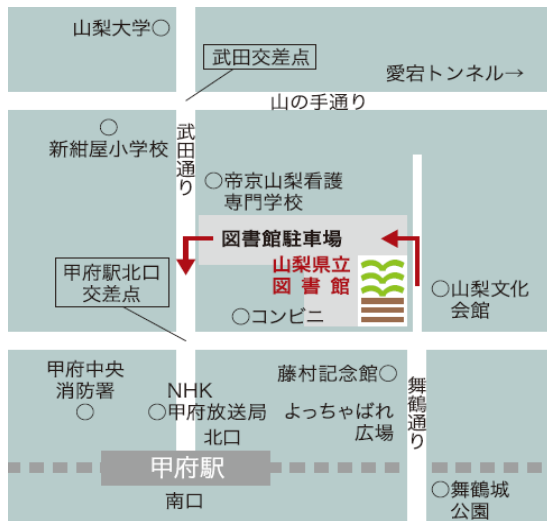 山梨大学○
武田交差点
愛宕トンネル→
山の手通り
○
新紺屋小学校
武田通り
○帝京山梨看護
専門学校
図書館駐車場
山梨県立
図書館
甲府駅北口
交差点
○山梨文化
会館
○コンビニ
甲府中央
消防署
○
NHK
○甲府放送局
北口
藤村記念館○
よっちゃばれ
広場
舞鶴通り
甲府駅
南口
○舞鶴城
公園